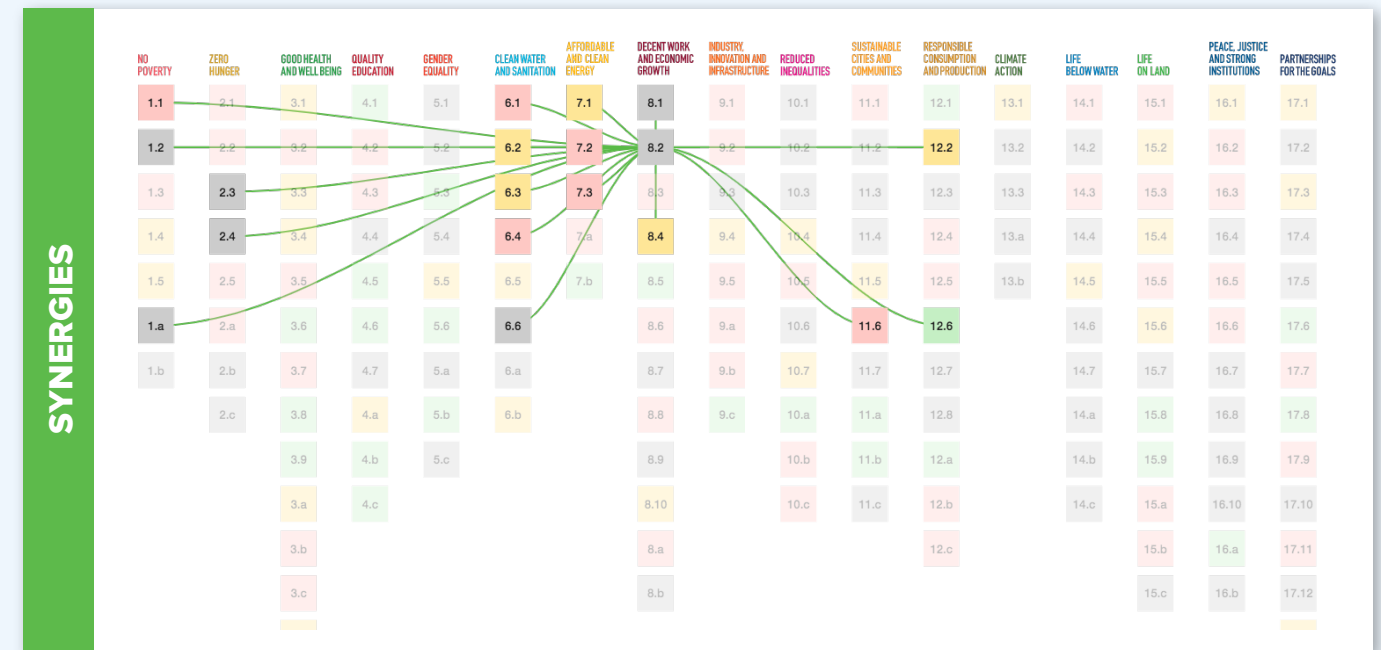 SYNERGIES
NO
POVERTY
ZERO
HUNGER
GOOD HEALTH
AND WELL BEING
QUALITY
EDUCATION
GENDER
EQUALITY
CLEAN WATER
AND SANITATION
AFFORDABLE
AND CLEAN
ENERGY
DECENT WORK
AND ECONOMIC
GROWTH
INDUSTRY,
INNOVATION AND
INFRASTRUCTURE
REDUCED
INEQUALITIES
SUSTAINABLE
CITIES AND
COMMUNITIES
RESPONSIBLE
CONSUMPTION
AND PRODUCTION
CLIMATE
ACTION
LIFE
BELOW WATER
LIFE
ON LAND
PEACE, JUSTICE
AND STRONG
INSTITUTIONS
PARTNERSHIPS
FOR THE GOALS
1.1 2.1 3.1 4.1 5.1 6.1 7.1 8.1 9.1 10.1 11.1 12.1 13.1 14.1 15.1 16.1 17.1
1.2 2.2 3.2 4.2 5.2 6.2 7.2 8.2 9.2 10.2 11.2 12.2 13.2 14.2 15.2 16.2 17.2
1.3 2.3 3.3 4.3 5.3 6.3 7.3 8.3 9.3 10.3 11.3 12.3 13.3 14.3 15.3 16.3 17.3
1.4 2.4 3.4 4.4 5.4 6.4 7.a 8.4 9.4 10.4 11.4 12.4 13.a 14.4 15.4 16.4 17.4
1.5 2.5 3.5 4.5 5.5 6.5 7.b 8.5 9.5 10.5 11.5 12.5 13.b 14.5 15.5 16.5 17.5
1.a 2.a 3.6 4.6 5.6 6.6 8.6 9.a 10.6 11.6 12.6 14.6 15.6 16.6 17.6
1.b 2.b 3.7 4.7 5.a 6.a 8.7 9.b 10.7 11.7 12.7 14.7 15.7 16.7 17.7
2.c 3.8 4.a 5.b 6.b 8.8 9.c 10.a 11.a 12.8 14.a 15.8 16.8 17.8
3.9 4.b 5.c 8.9 10.b 11.b 12.a 14.b 15.9 16.9 17.9
3.a 4.c 8.10 10.c 11.c 12.b 14.c 15.a 16.10 17.10
3.b 8.a 12.c 15.b 16.a 17.11
3.c 8.b 15.c 16.b 17.12